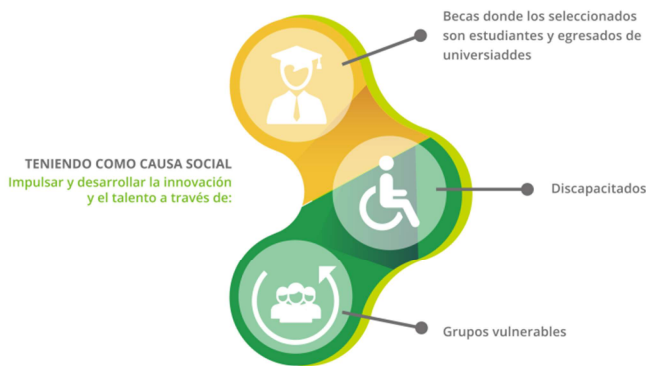 Becas donde los seleccionados
son estudiantes y egresados de
universiaddes
TENIENDO COMO CAUSA SOCIAL
Impulsar y desarrollar la innovación
y el talento a través de:
Discapacitados
Grupos vulnerables